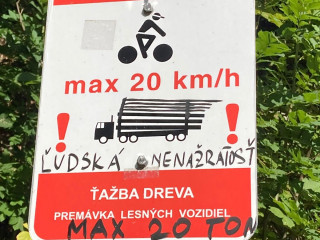 max 20 km/h
! !
ĽUDSKÁ NENAŽRATOSŤ
ŤAŽBA DREVA
PREMÁVKA LESNÝCH VOZIDIEL
MAX 20 TON